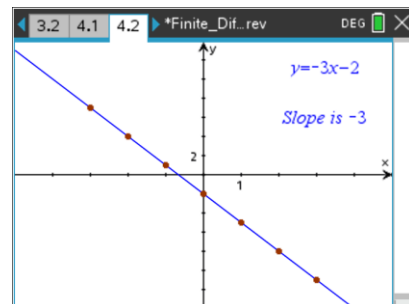 3.2 4.1 4.2 *Finite_Dif...rev DEG
y
y=-3x-2
Slope is -3
2
x
1